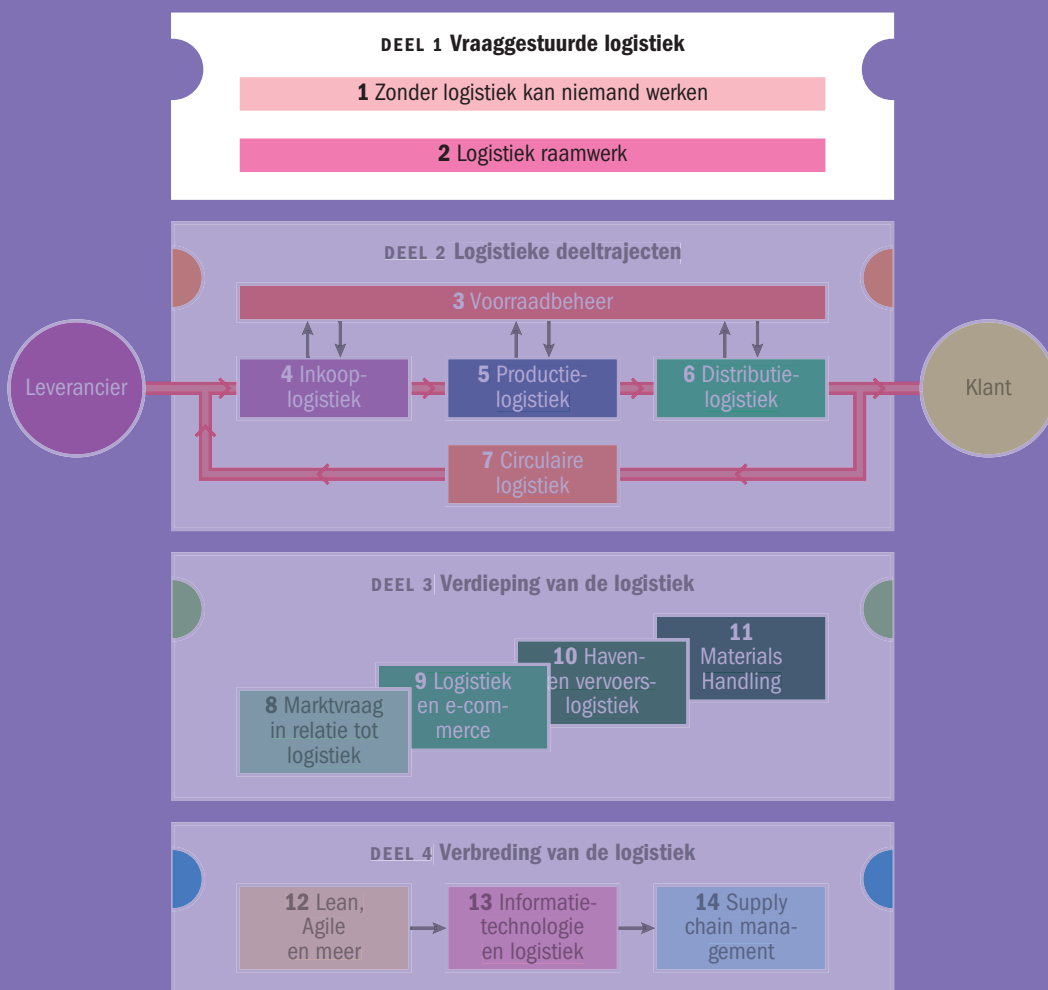 DEEL 1 Vraaggestuurde logistiek
1 Zonder logistiek kan niemand werken
2 Logistiek raamwerk
DEEL 2 Logistieke deeltrajecten
3 Voorraadbeheer
Leverancier
4 Inkoop-
logistiek
5 Productie-
logistiek
6 Distributie-
logistiek
Klant
7 Circulaire
logistiek
DEEL 3 Verdieping van de logistiek
8 Marktvraag
in relatie tot
logistiek
9 Logistiek
en e-com-
merce
10 Haven-
en vervoers-
logistiek
11
Materials
Handling
DEEL 4 Verbreding van de logistiek
12 Lean,
Agile
en meer
13 Informatie-
technologie
en logistiek
14 Supply
chain mana-
gement